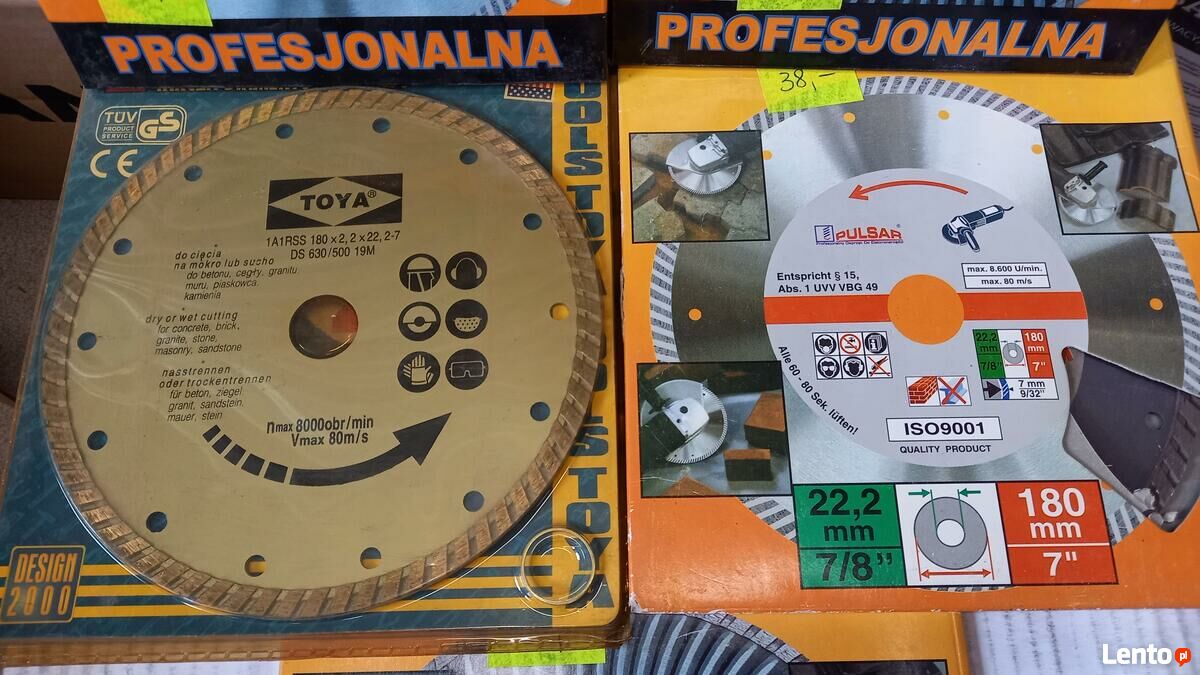 PROFESJONALNA
TÜV
PRODUCT
SERVICE
GS
CE
TOYA®
1A1RSS 180 x 2, 2 x 22, 2-7
DS 630/500 19M
do cięcia
na mokro lub sucho
do betonu, cegły, granitu
muru, piaskowca,
kamienia
dry or wet cutting
for concrete, brick,
granite, stone,
masonry, sandstone
nasstrennen
oder trockentrennen
für beton, ziegel,
granit, sandstein,
mauer, stein
nmax 8000obr/min
Vmax 80m/s
DESIGN
2000
PROFESJONALNA
38,-
PULSAR
Entspricht § 15,
Abs. 1 UVV VBG 49
max. 8.600 U/min.
max. 80 m/s
22,2
mm
7/8"
180
mm
7"
7 mm
9/32"
Alle 60 - 80 Sek. lüften!
ISO9001
QUALITY PRODUCT
22,2
mm
7/8”
180
mm
7"
Lento.pl